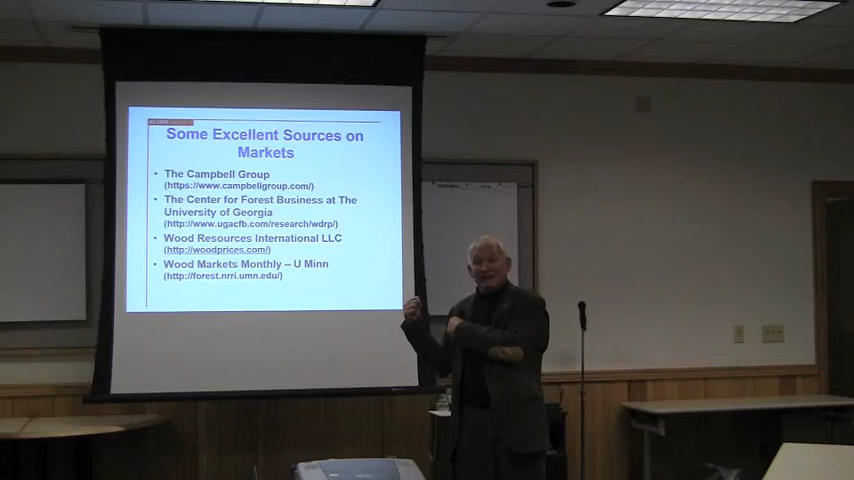 Some Excellent Sources on
Markets
• The Campbell Group
(https://www.campbellgroup.com/)
• The Center for Forest Business at The
University of Georgia
(http://www.ugacfb.com/research/wdrp/)
• Wood Resources International LLC
(http://woodprices.com/)
• Wood Markets Monthly – U Minn
(http://forest.nrri.umn.edu/)